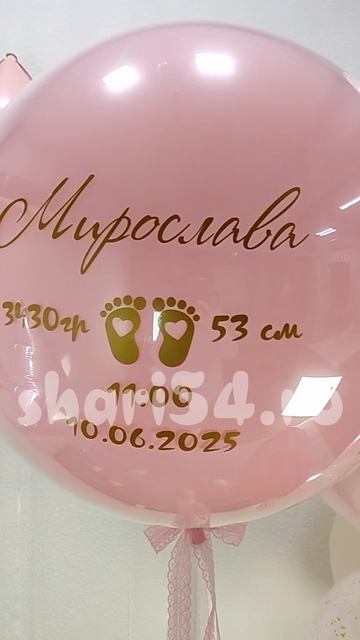 Мирослава
3430гр 53 см
11:00
shari54.ru
10.06.2025